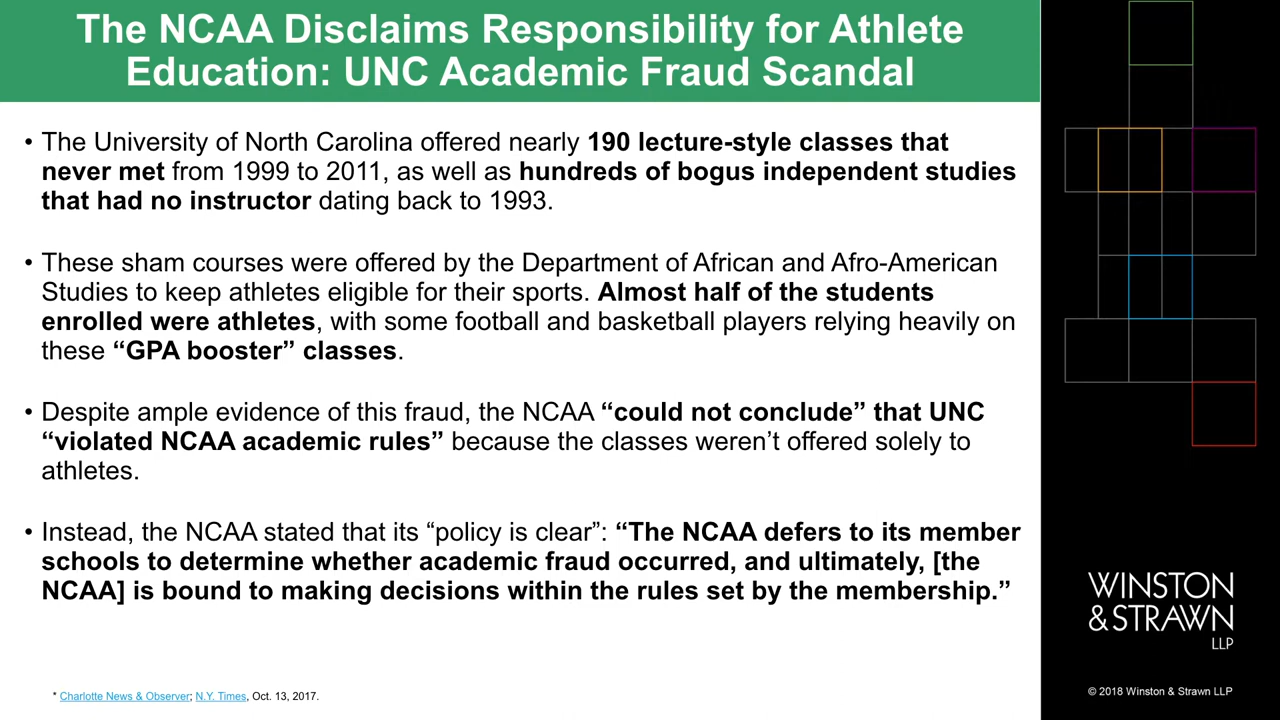 The NCAA Disclaims Responsibility for Athlete
Education: UNC Academic Fraud Scandal
• The University of North Carolina offered nearly 190 lecture-style classes that
never met from 1999 to 2011, as well as hundreds of bogus independent studies
that had no instructor dating back to 1993.
• These sham courses were offered by the Department of African and Afro-American
Studies to keep athletes eligible for their sports. Almost half of the students
enrolled were athletes, with some football and basketball players relying heavily on
these “GPA booster” classes.
• Despite ample evidence of this fraud, the NCAA “could not conclude” that UNC
“violated NCAA academic rules” because the classes weren’t offered solely to
athletes.
• Instead, the NCAA stated that its “policy is clear”: “The NCAA defers to its member
schools to determine whether academic fraud occurred, and ultimately, [the
NCAA] is bound to making decisions within the rules set by the membership.”
* Charlotte News & Observer; N.Y. Times, Oct. 13, 2017.
WINSTON
& STRAWN
LLP
© 2018 Winston & Strawn LLP